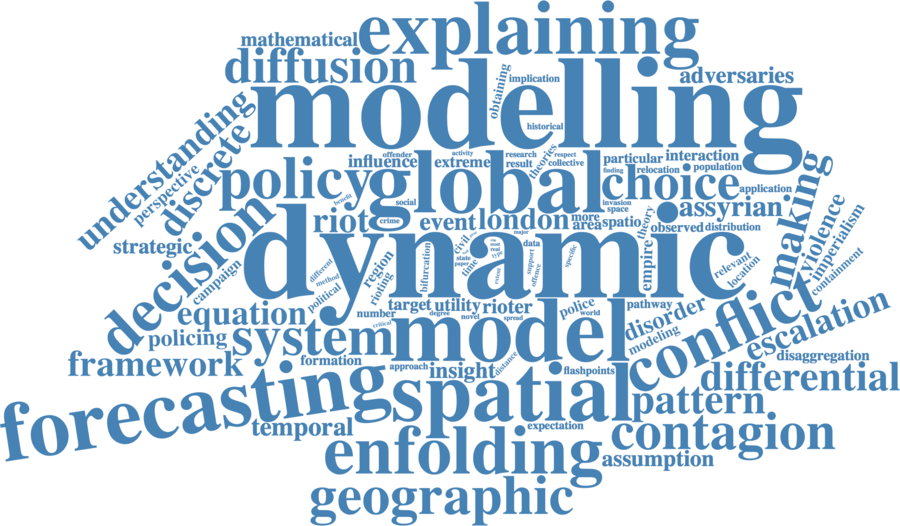 mathematical
explaining
diffusion
obtaining
implication
adversaries
modelling
understanding
discrete
perspective
historical
theories
offender
activity
research
respect
influence
extreme
result
collective
particular
interaction
policy
global
finding
relocation
population
choice
application
benefit
social
invasion
space
making
violence
imperialism
containment
decision
riot
crime
event
london
more
area
spatio
theory
assyrian
observed
distribution
strategic
campaign
dynamic
different
method
political
region
rioting
bifurcation
civil
time
state
paper
major
real
type
extent
data
support
offence
specific
empire
relevant
location
equation
number
critical
target
utility
rioter
degree
novel
spread
police
world
pathway
disorder
modeling
conflict
escalation
policing
system
model
disaggregation
framework
formation
approach
insight
distance
flashpoints
differential
forecasting
spatial
pattern
temporal
expectation
contagion
enfolding
assumption
geographic